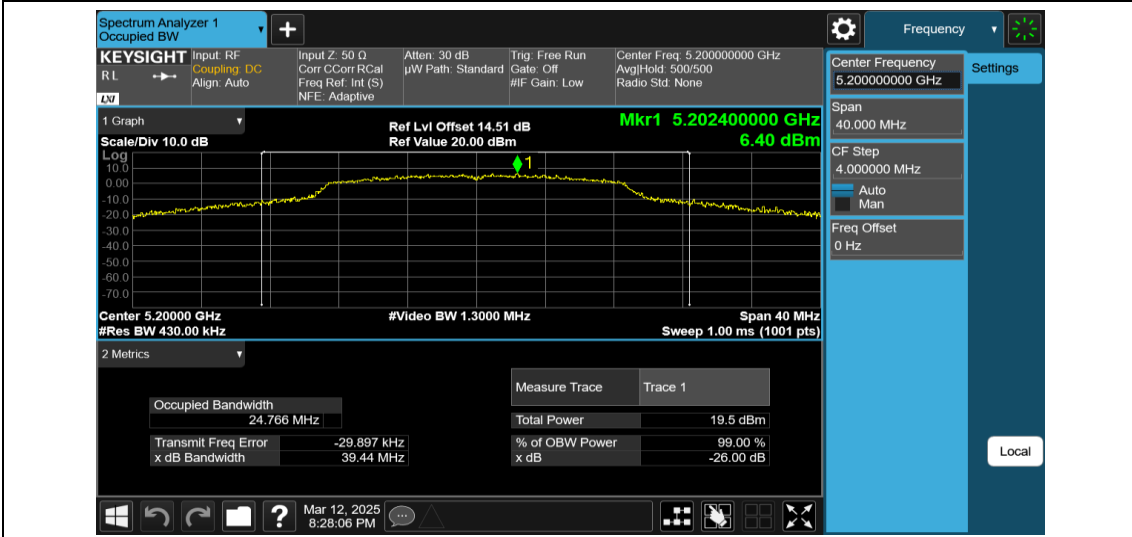 Spectrum Analyzer 1
Occupied BW
+
Frequency
KEYSIGHT
R L
LXI
Input: RF
Coupling: DC
Align: Auto
Input Z: 50 Ω
Corr CCorr RCal
Freq Ref: Int (S)
NFE: Adaptive
Atten: 30 dB
µW Path: Standard
Trig: Free Run
Gate: Off
#IF Gain: Low
Center Freq: 5.200000000 GHz
Avg|Hold: 500/500
Radio Std: None
Center Frequency
5.200000000 GHz
Settings
Span
40.000 MHz
CF Step
4.000000 MHz
Auto
Man
Freq Offset
0 Hz
1 Graph
Scale/Div 10.0 dB
Ref Lvl Offset 14.51 dB
Ref Value 20.00 dBm
Mkr1 5.202400000 GHz
6.40 dBm
Log
10.0
0.00
-10.0
-20.0
-30.0
-40.0
-50.0
-60.0
-70.0
1
Center 5.20000 GHz
#Res BW 430.00 kHz
#Video BW 1.3000 MHz
Span 40 MHz
Sweep 1.00 ms (1001 pts)
2 Metrics
Measure Trace Trace 1
Occupied Bandwidth
24.766 MHz
Total Power 19.5 dBm
Transmit Freq Error -29.897 kHz
% of OBW Power 99.00 %
x dB Bandwidth 39.44 MHz
x dB -26.00 dB
Local
?
Mar 12, 2025
8:28:06 PM